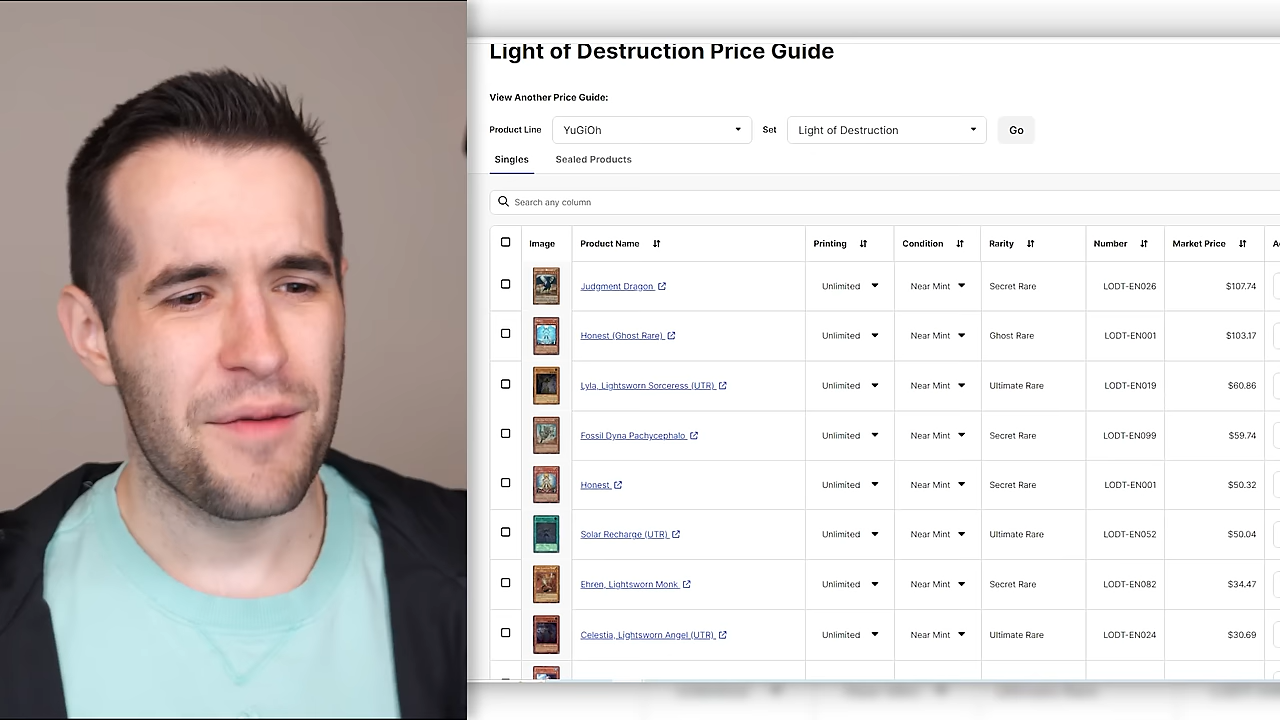 Light of Destruction Price Guide
View Another Price Guide:
Product Line YuGiOh Set Light of Destruction Go
Singles Sealed Products
Search any column
Image Product Name Printing Condition Rarity Number Market Price
Judgment Dragon Unlimited Near Mint Secret Rare LODT-EN026 $107.74
Honest (Ghost Rare) Unlimited Near Mint Ghost Rare LODT-EN001 $103.17
Lyla, Lightsworn Sorceress (UTR) Unlimited Near Mint Ultimate Rare LODT-EN019
Fossil Dyna Pachycephalo Unlimited Near Mint Secret Rare LODT-EN099 $59.74
Honest Unlimited Near Mint Secret Rare LODT-EN001 $50.32
Solar Recharge (UTR) Unlimited Near Mint Ultimate Rare LODT-EN052 $50.04
Ehren, Lightsworn Monk Unlimited Near Mint Secret Rare LODT-EN082 $34.47
Celestia, Lightsworn Angel (UTR) Unlimited Near Mint Ultimate Rare LODT-EN024 $30.69